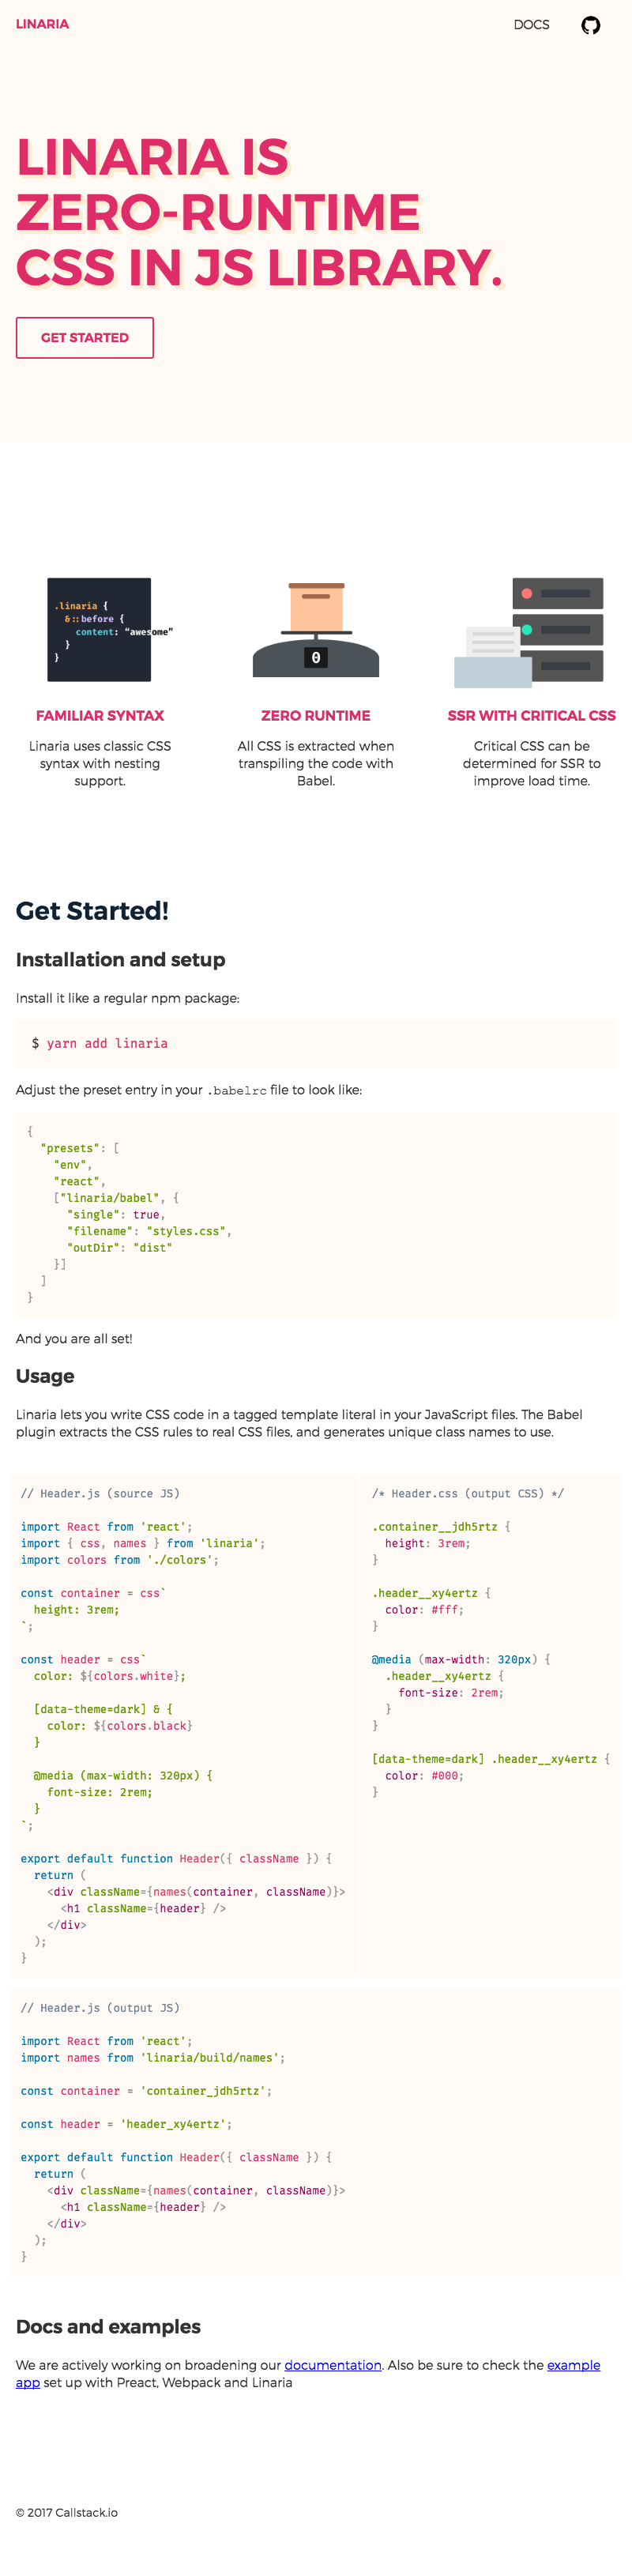 LINARIA
DOCS
LINARIA IS
ZERO-RUNTIME
CSS IN JS LIBRARY.
GET STARTED
.linaria {
  &::before {
    content: “awesome”
  }
}
0
FAMILIAR SYNTAX
Linaria uses classic CSS
syntax with nesting
support.
ZERO RUNTIME
All CSS is extracted when
transpiling the code with
Babel.
SSR WITH CRITICAL CSS
Critical CSS can be
determined for SSR to
improve load time.
Get Started!
Installation and setup
Install it like a regular npm package:
$ yarn add linaria
Adjust the preset entry in your .babelrc file to look like:
{
  "presets": [
    "env",
    "react",
    ["linaria/babel", {
      "single": true,
      "filename": "styles.css",
      "outDir": "dist"
    }]
  ]
}
And you are all set!
Usage
Linaria lets you write CSS code in a tagged template literal in your JavaScript files. The Babel
plugin extracts the CSS rules to real CSS files, and generates unique class names to use.
// Header.js (source JS)
import React from 'react';
import { css, names } from 'linaria';
import colors from './colors';
const container = css`
  height: 3rem;
`;
const header = css`
  color: ${colors.white};
  [data-theme=dark] & {
    color: ${colors.black}
  }
  @media (max-width: 320px) {
    font-size: 2rem;
  }
`;
export default function Header({ className }) {
  return (
    <div className={names(container, className)}>
      <h1 className={header} />
    </div>
  );
}
/* Header.css (output CSS) */
.container__jdh5rtz {
  height: 3rem;
}
.header__xy4ertz {
  color: #fff;
}
@media (max-width: 320px) {
  .header__xy4ertz {
    font-size: 2rem;
  }
}
[data-theme=dark] .header__xy4ertz {
  color: #000;
}
// Header.js (output JS)
import React from 'react';
import names from 'linaria/build/names';
const container = 'container_jdh5rtz';
const header = 'header_xy4ertz';
export default function Header({ className }) {
  return (
    <div className={names(container, className)}>
      <h1 className={header} />
    </div>
  );
}
Docs and examples
We are actively working on broadening our documentation. Also be sure to check the example
app set up with Preact, Webpack and Linaria
© 2017 Callstack.io